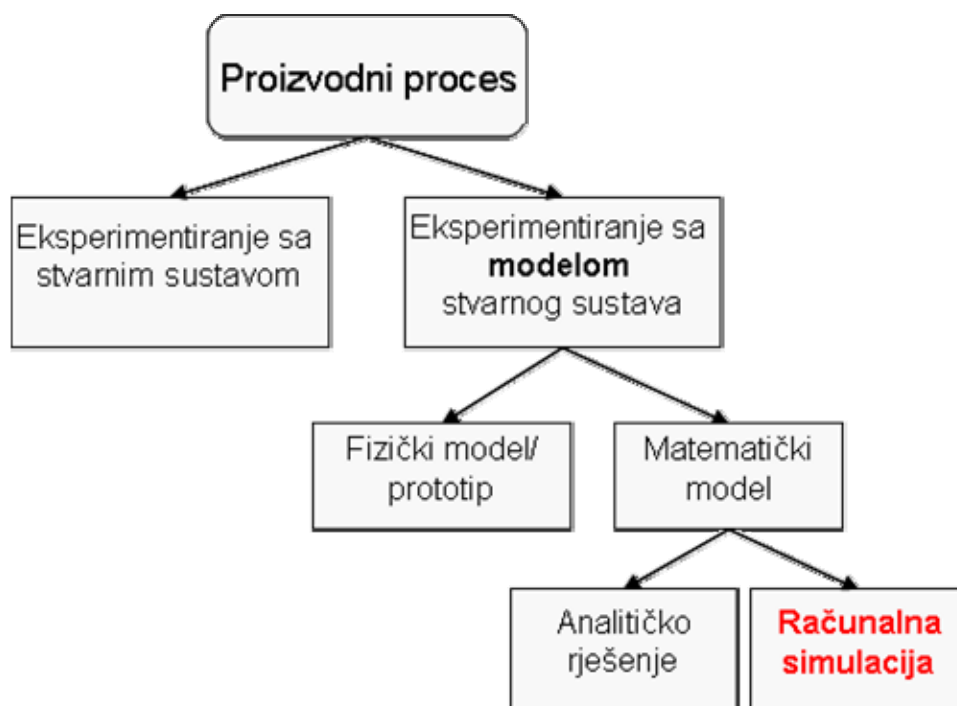 Proizvodni proces
Eksperimentiranje sa
stvarnim sustavom
Eksperimentiranje sa
modelom
stvarnog sustava
Fizički model/
prototip
Matematički
model
Analitičko
rješenje
Računalna
simulacija